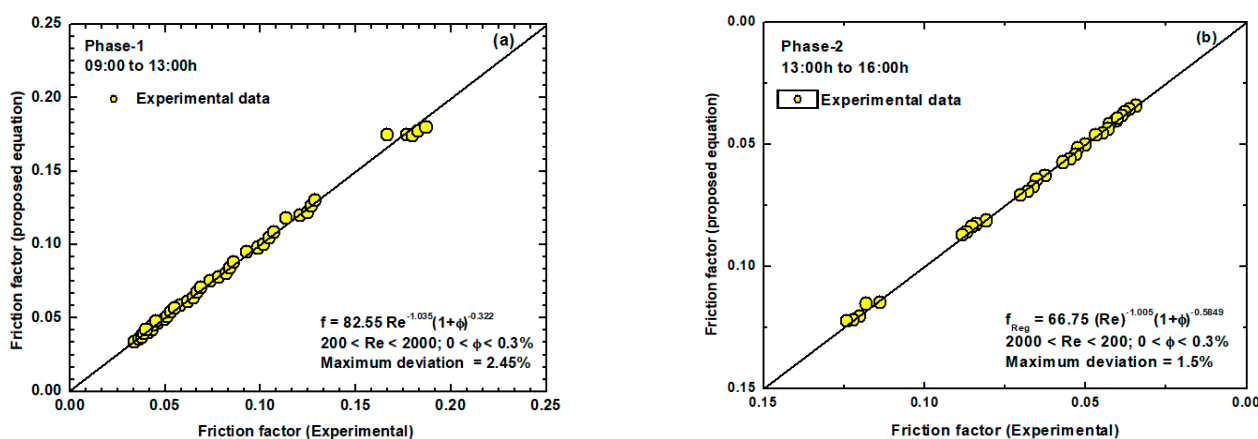 0.25
0.20
0.15
0.10
0.05
0.00
Friction factor (proposed equation)
Phase-1
09:00 to 13:00h
Experimental data
(a)
f = 82.55 Re^-1.035(1+ϕ)^-0.322
200 < Re < 2000; 0 < ϕ < 0.3%
Maximum deviation = 2.45%
0.00 0.05 0.10 0.15 0.20 0.25
Friction factor (Experimental)
0.00
0.05
0.10
0.15
Friction factor (proposed equation)
Phase-2
13:00h to 16:00h
Experimental data
(b)
f_Reg = 66.75 (Re)^-1.005(1+ϕ)^-0.5849
2000 < Re < 200; 0 < ϕ < 0.3%
Maximum deviation = 1.5%
0.15 0.10 0.05 0.00
Friction factor (Experimental)